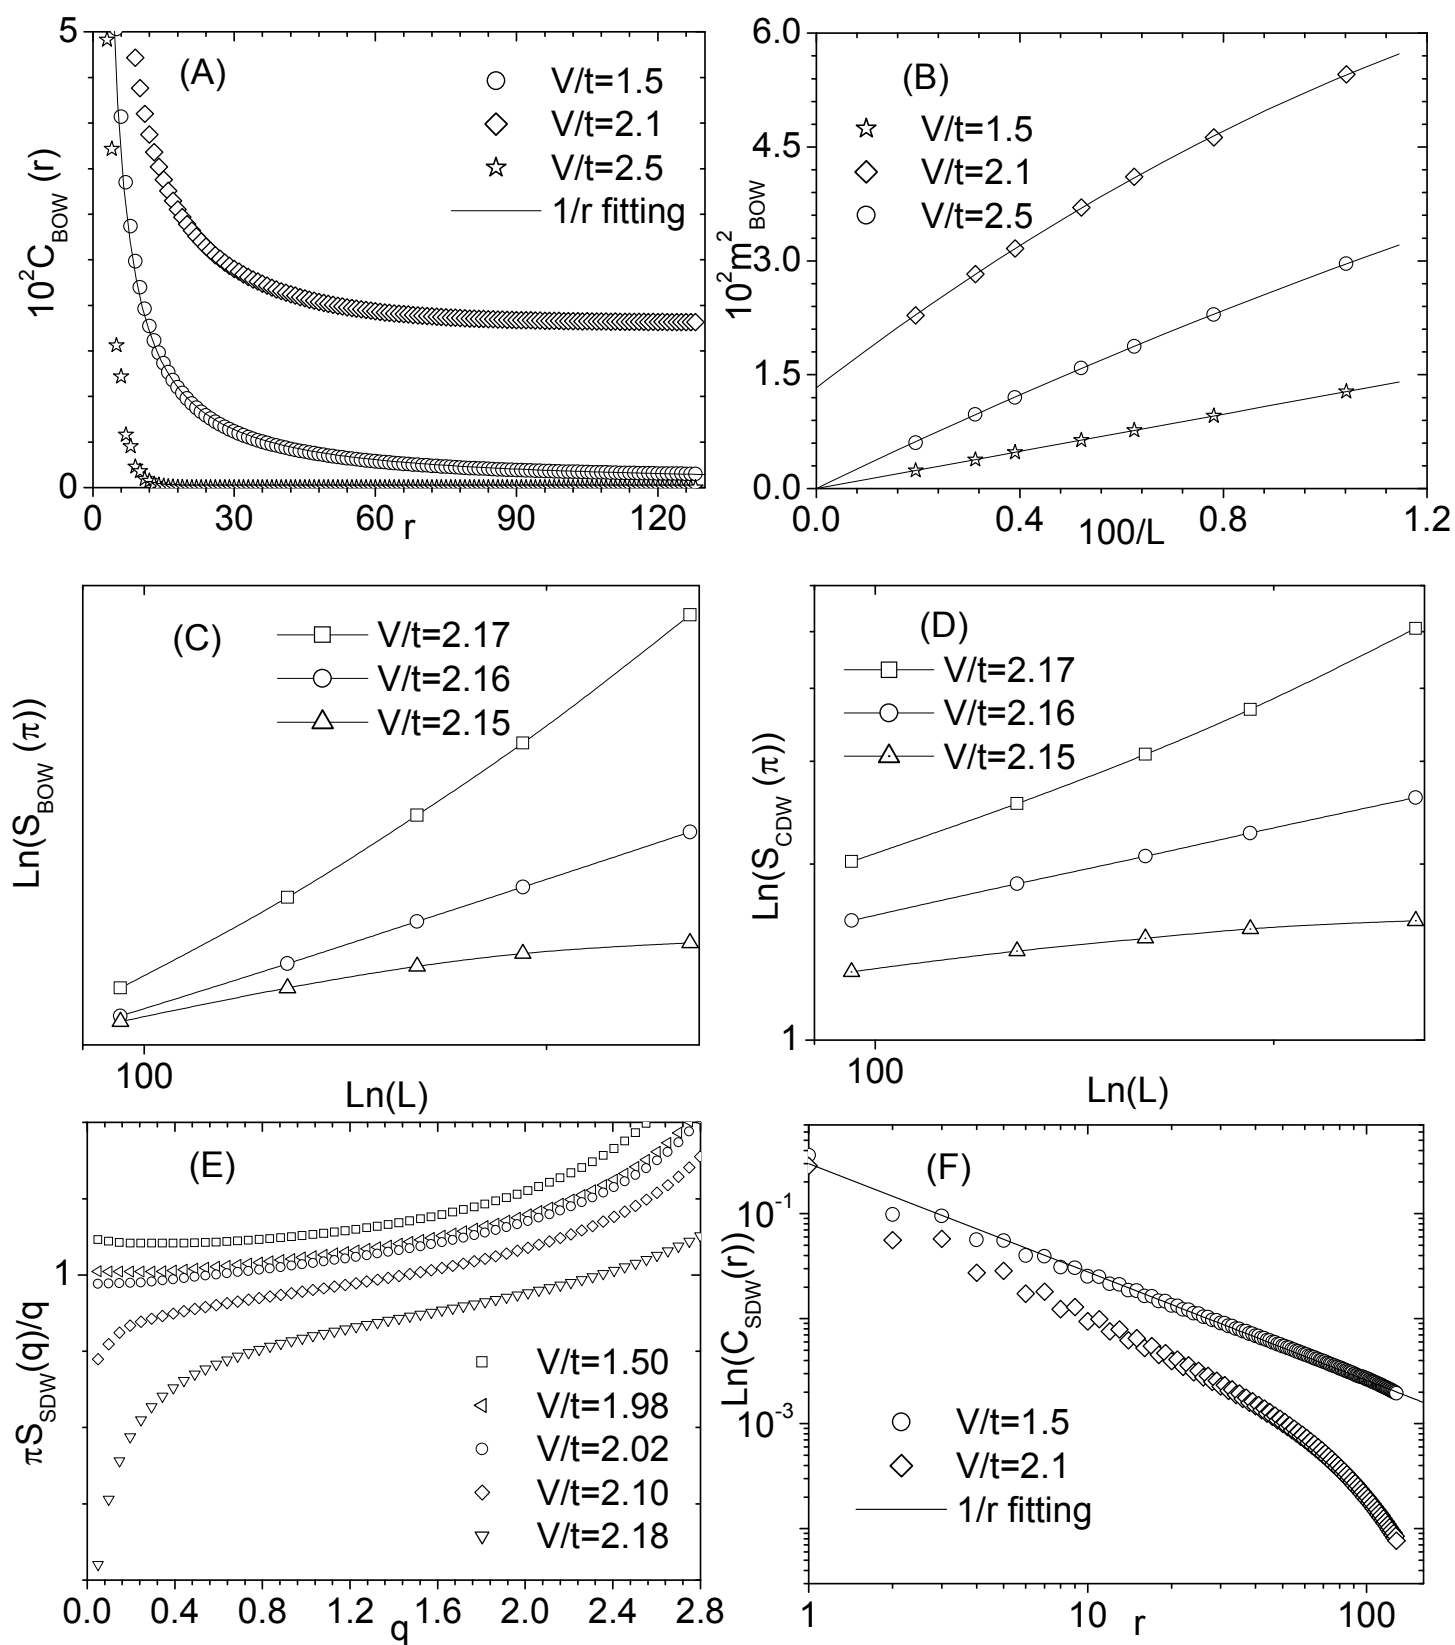 (A)
V/t=1.5
V/t=2.1
V/t=2.5
1/r fitting
10²C_BOW (r)
5
0
0 30 60 90 120
r
(B)
V/t=1.5
V/t=2.1
V/t=2.5
10²m²_BOW
6.0
4.5
3.0
1.5
0.0
0.0 0.4 0.8 1.2
100/L
(C)
V/t=2.17
V/t=2.16
V/t=2.15
Ln(S_BOW (π))
100
Ln(L)
(D)
V/t=2.17
V/t=2.16
V/t=2.15
Ln(S_CDW (π))
1
100
Ln(L)
(E)
πS_SDW(q)/q
1
V/t=1.50
V/t=1.98
V/t=2.02
V/t=2.10
V/t=2.18
0.0 0.4 0.8 1.2 1.6 2.0 2.4 2.8
q
(F)
Ln(C_SDW(r))
10⁻¹
10⁻³
V/t=1.5
V/t=2.1
1/r fitting
1 10 100
r